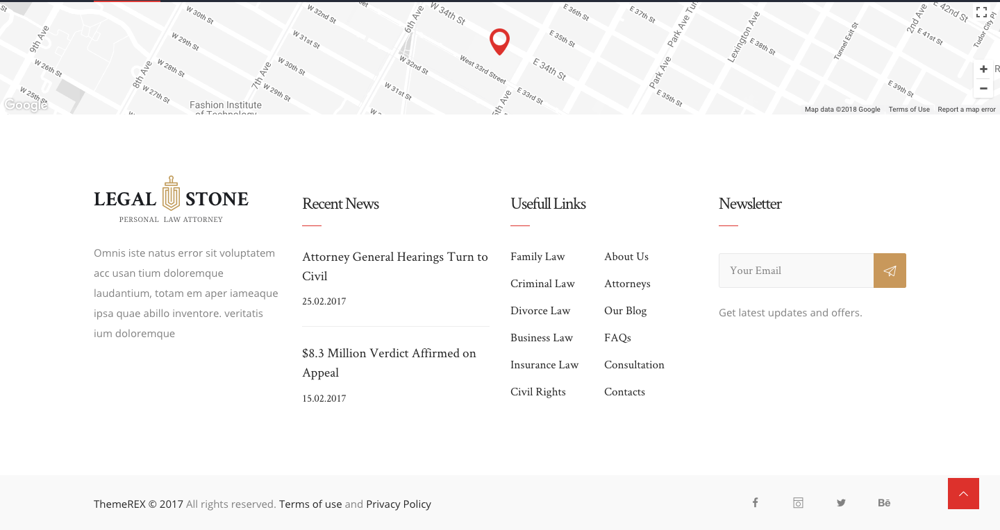 St
W 30th St
W 32nd St
eet
W 34th St
6th Ave
E 36th St
E 37th St
Park Ave Tun
Lexington Ave
2nd Ave
E 42nd St
Tudor City Pl
9th Ave
W 29th St
W 31st St
E 35th St
E 38th St
Tunnel Exit St
E 41st St
W 26th St
8th Ave
W 28th St
7th Ave
W 30th St
W 32nd St
West 33rd Street
E 34th St
Park Ave
R
W 25th St
W 27th St
W 29th St
W 31st St
5th Ave
E 33rd St
E 35th St
E 39th St
Google
Fashion Institute
of Technology
Map data ©2018 Google Terms of Use Report a map error
LEGAL STONE
PERSONAL LAW ATTORNEY
Omnis iste natus error sit voluptatem
acc usan tium doloremque
laudantium, totam em aper iameaque
ipsa quae abillo inventore. veritatis
ium doloremque
Recent News
Attorney General Hearings Turn to
Civil
25.02.2017
$8.3 Million Verdict Affirmed on
Appeal
15.02.2017
Usefull Links
Family Law
Criminal Law
Divorce Law
Business Law
Insurance Law
Civil Rights
About Us
Attorneys
Our Blog
FAQs
Consultation
Contacts
Newsletter
Your Email
Get latest updates and offers.
ThemeREX © 2017 All rights reserved. Terms of use and Privacy Policy
Bē